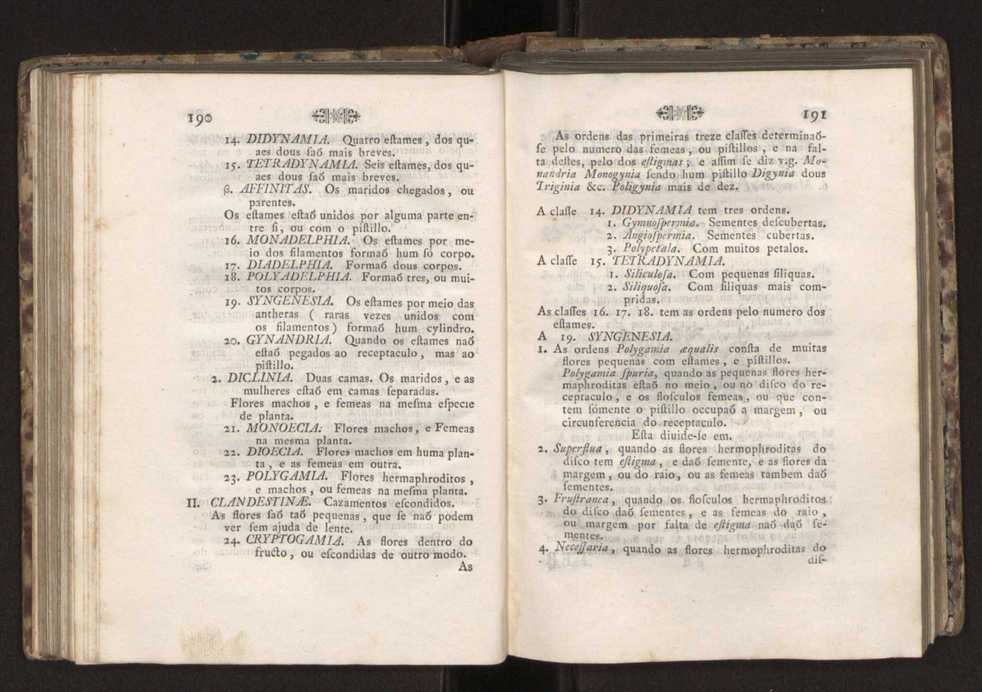 190
14. DIDYNAMIA. Quatro eſtames , dos qu-
aes dous ſaõ mais breves.
15. TETRADYNAMIA. Seis eſtames, dos qu-
aes dous ſaõ mais breves.
β. AFFINITAS. Os maridos chegados , ou
parentes.
Os eſtames eſtaõ unidos por alguma parte en-
tre ſi, ou com o piſtillo.
16. MONADELPHIA. Os eſtames por me-
io dos filamentos formaõ hum ſó corpo.
17. DIADELPHIA. Formaõ dous corpos.
18. POLYADELPHIA. Formaõ tres, ou mui-
tos corpos.
19. SYNGENESIA. Os eſtames por meio das
antheras ( raras vezes unidos com
os filamentos ) formaõ hum cylindro.
20. GYNANDRIA. Quando os eſtames naõ
eſtaõ pegados ao receptaculo , mas ao
piſtillo.
2. DICLINIA. Duas camas. Os maridos , e as
mulheres eſtaõ em camas ſeparadas.
Flores machos , e femeas na meſma eſpecie
de planta.
21. MONOECIA: Flores machos , e Femeas
na mesma planta.
22. DIOECIA. Flores machos em huma plan-
ta , e as femeas em outra.
23. POLYGAMIA. Flores hermaphroditos ,
e machos , ou femeas na meſma planta.
II. CLANDESTINÆ. Cazamentos eſcondidos.
As flores ſaõ taõ pequenas , que ſe naõ podem
ver ſem ajuda de lente.
24. CRYPTOGAMIA. As flores dentro do
fructo , ou eſcondidas de outro modo.
As
191
As ordens das primeiras treze claſſes determinaõ-
ſe pelo numero das femeas , ou piſtillos , e na fal-
ta deſtes, pelo dos eſtigmas ; e aſſim ſe diz v.g. Mo-
nandria Monogynia ſendo hum piſtillo Digynia dous
Triginia &c. Poligynia mais de dez.
A claſſe 14. DIDYNAMIA tem tres ordens.
1. Gymnoſpermia. Sementes deſcubertas.
2. Angioſpermia. Sementes cubertas.
3. Polypetala. Com muitos petalos.
A claſſe 15. TETRADYNAMIA.
1. Siliculoſa. Com pequenas ſiliquas.
2. Siliquoſa. Com ſiliquas mais com-
pridas.
As claſſes 16. 17. 18. tem as ordens pelo numero dos
eſtames.
A 19. SYNGENESIA.
1. As ordens Polygamia æqualis conſta de muitas
flores pequenas com eſtames , e piſtillos.
Polygamia ſpuria, quando as pequenas flores her-
maphroditas eſtaõ no meio , ou no diſco do re-
ceptaculo , e os floſculos femeas , ou que con-
tem ſómente o piſtillo occupaõ a margem , ou
circunferencia do receptaculo.
Eſta diuide-ſe em.
2. Superflua , quando as flores hermophroditas do
diſco tem eſtigma , e daõ ſemente, e as flores da
margem , ou do raio, ou as femeas tambem daõ
ſementes.
3. Fruſtranea , quando os floſculos hermaphroditos
do diſco daõ ſementes , e as femeas do raio ,
ou margem por falta de eſtigma naõ daõ ſe-
mentes.
4. Neceſſaria , quando as flores hermophroditas do
diſ-